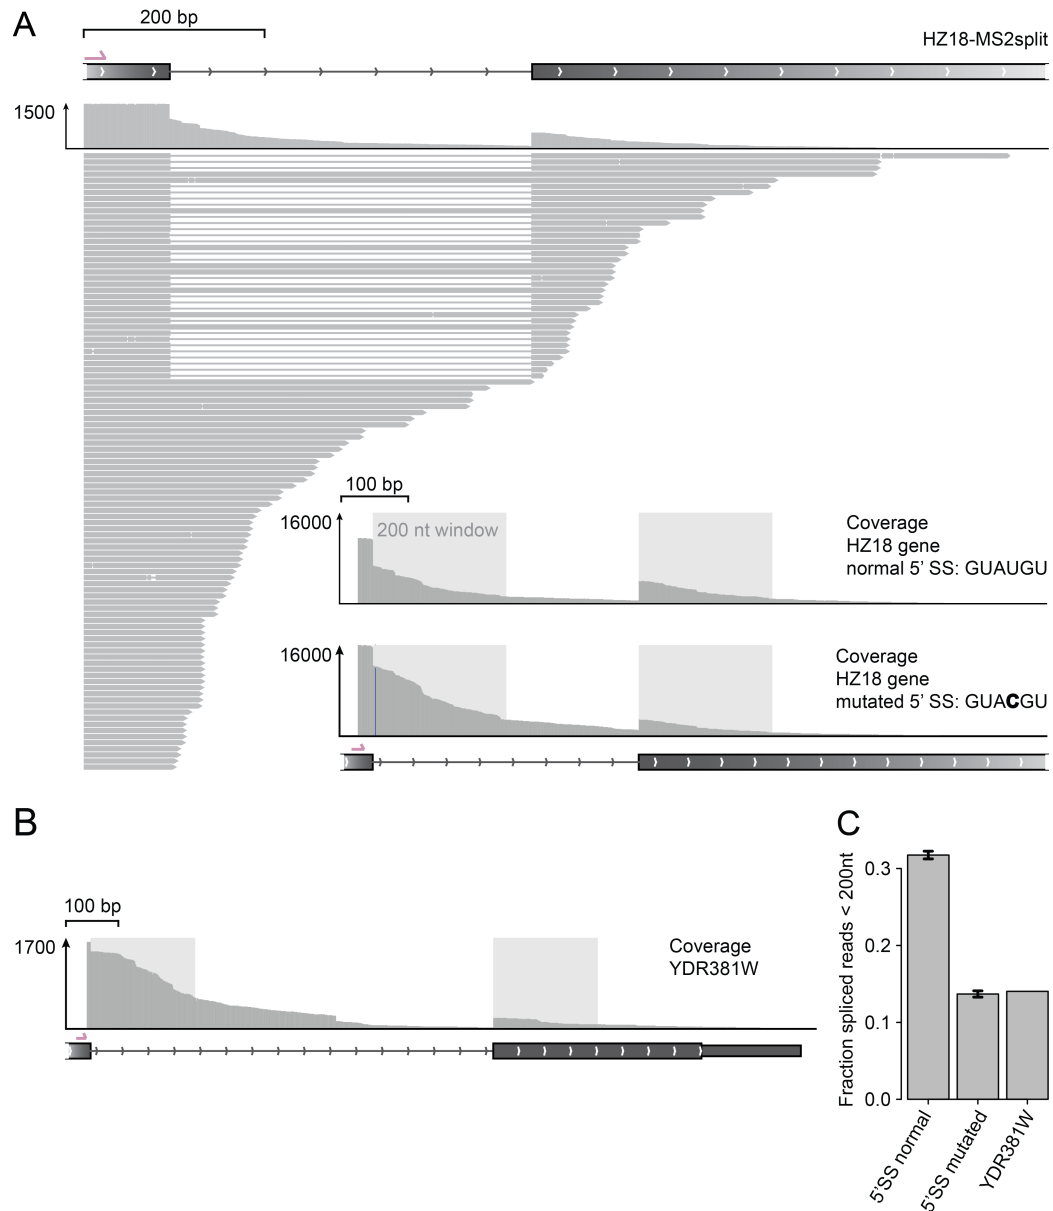 A
200 bp
HZ18-MS2split
1500
100 bp
16000
200 nt window
Coverage
HZ18 gene
normal 5' SS: GUAUGU
16000
Coverage
HZ18 gene
mutated 5' SS: GUACGU
B
100 bp
1700
Coverage
YDR381W
C
Fraction spliced reads < 200nt
0.3
0.2
0.1
0.0
5'SS normal
5'SS mutated
YDR381W